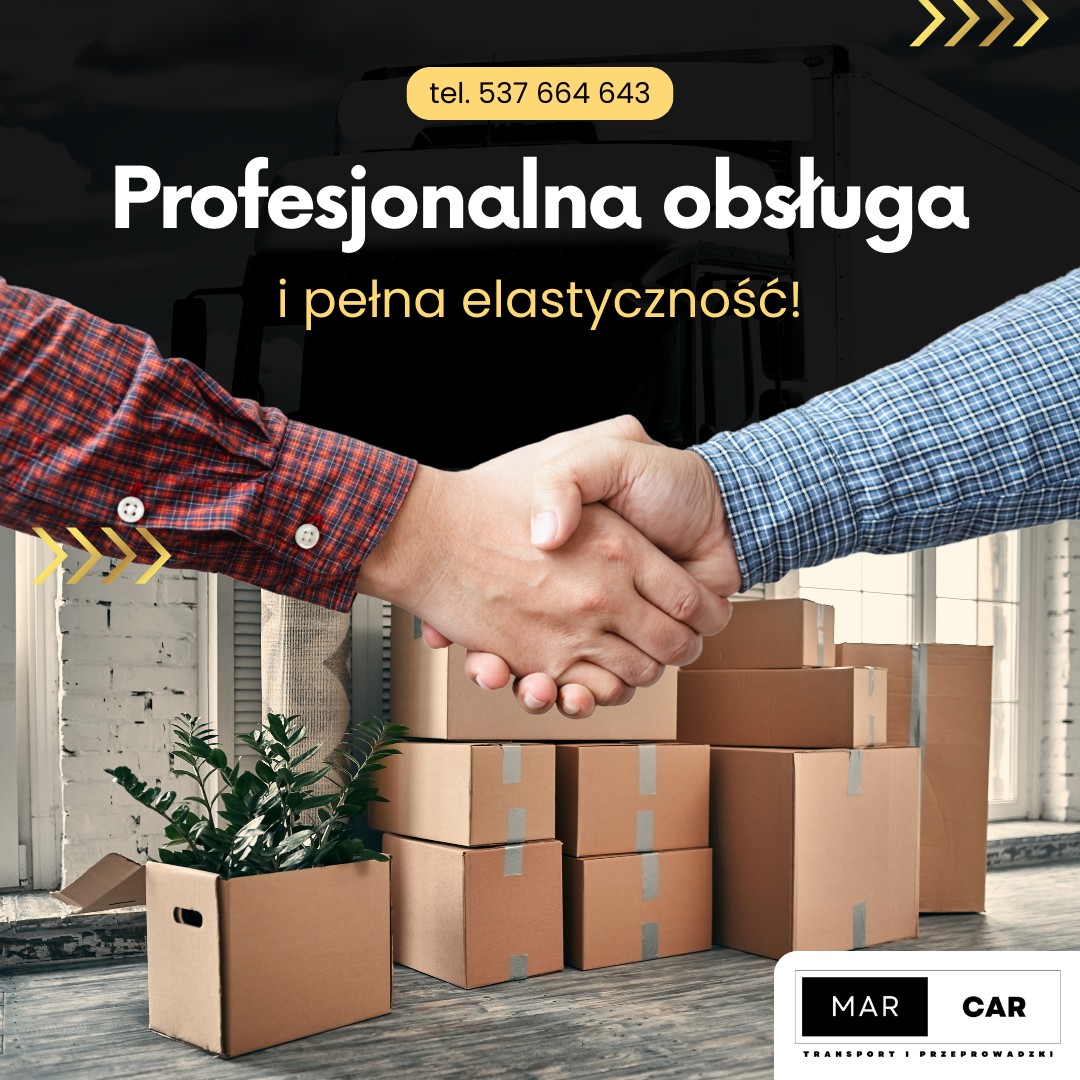 tel. 537 664 643
Profesjonalna obsługa
i pełna elastyczność!
MAR CAR
TRANSPORT I PRZEPROWADZKI